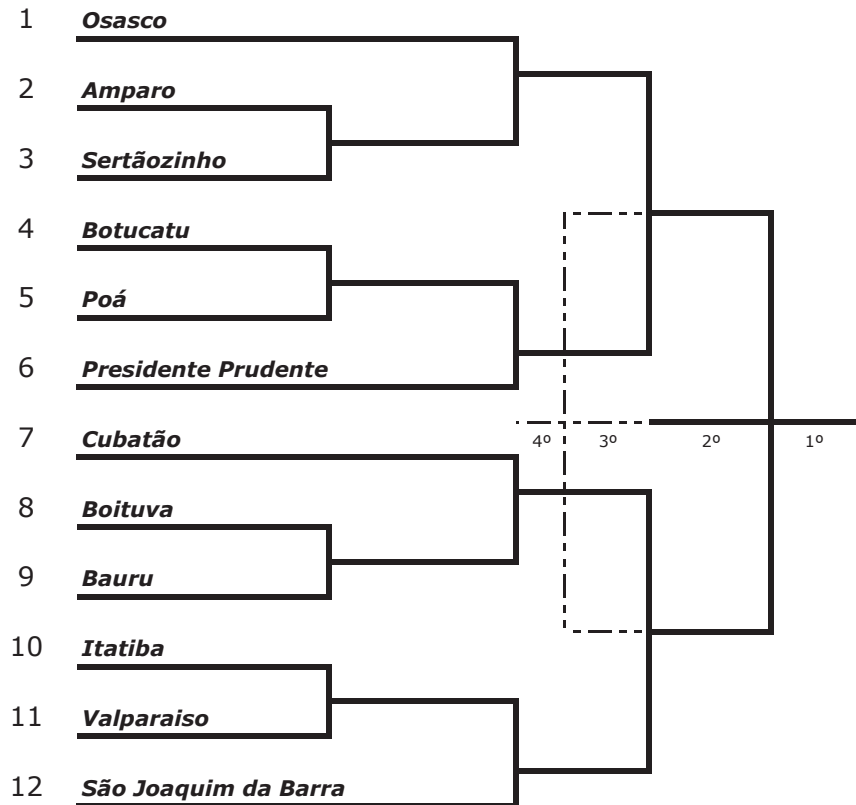 1 Osasco
2 Amparo
3 Sertãozinho
4 Botucatu
5 Poá
6 Presidente Prudente
7 Cubatão
4º 3º 2º 1º
8 Boituva
9 Bauru
10 Itatiba
11 Valparaiso
12 São Joaquim da Barra